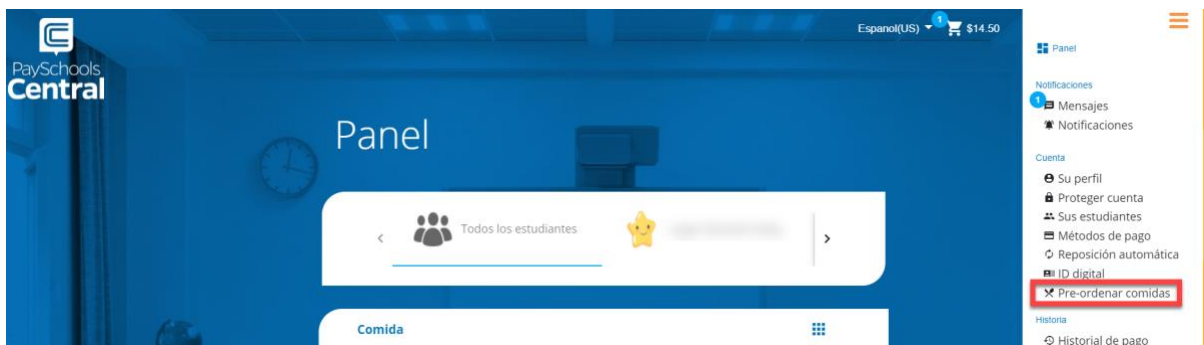 PaySchools
Central
Espanol(US)
1
$14.50
Panel
Todos los estudiantes
Comida
Panel
Notificaciones
1
Mensajes
Notificaciones
Cuenta
Su perfil
Proteger cuenta
Sus estudiantes
Métodos de pago
Reposición automática
ID digital
Pre-ordenar comidas
Historia
Historial de pago